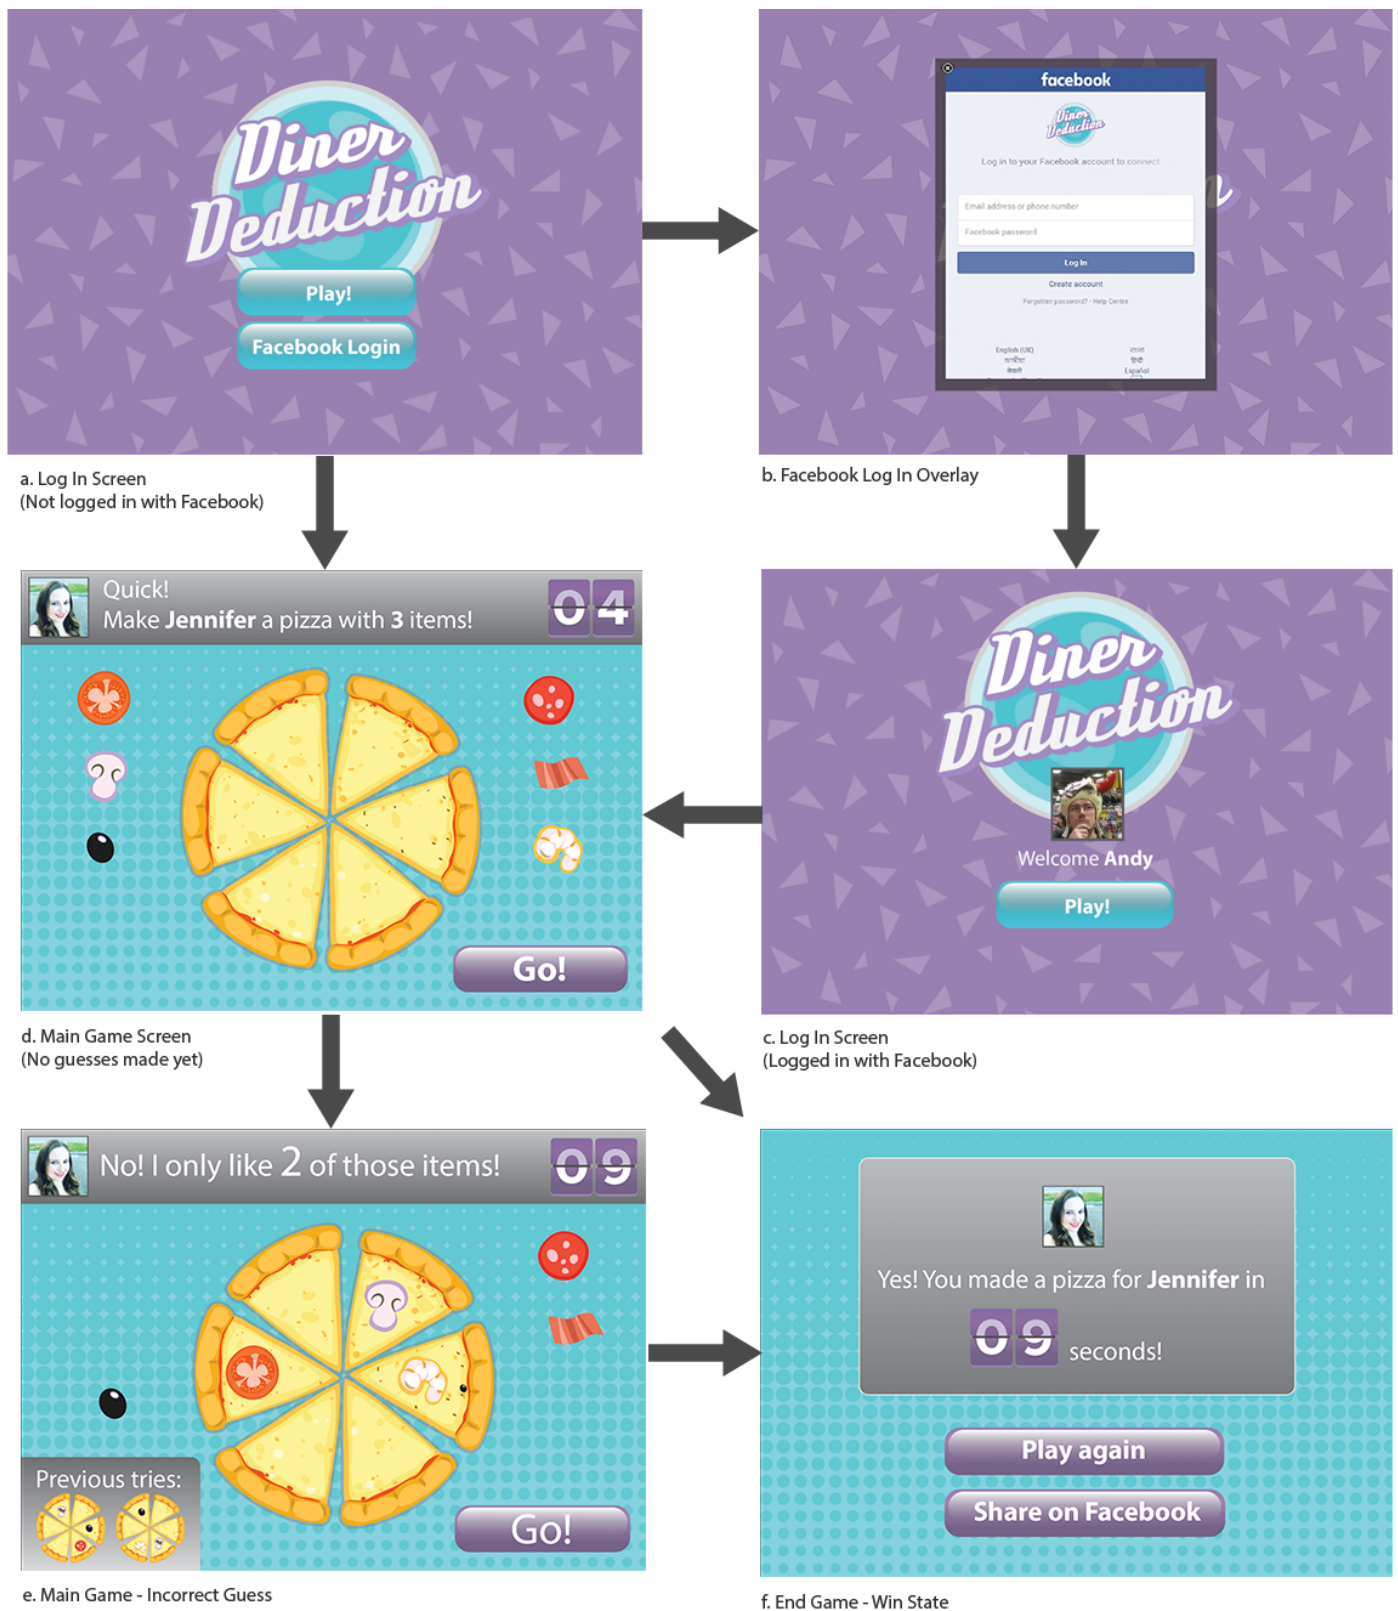 Diner
Deduction
Play!
Facebook Login
a. Log In Screen
(Not logged in with Facebook)
facebook
Diner
Deduction
Log in to your Facebook account to connect
Email address or phone number
Facebook password
Log In
Create account
Forgotten password? · Help Centre
English (UK)
বাংলা
অসমীয়া
हिन्दी
नेपाली
Español
b. Facebook Log In Overlay
Diner
Deduction
Welcome Andy
Play!
c. Log In Screen
(Logged in with Facebook)
Quick!
Make Jennifer a pizza with 3 items!
04
Go!
d. Main Game Screen
(No guesses made yet)
No! I only like 2 of those items!
09
Previous tries:
Go!
e. Main Game - Incorrect Guess
Yes! You made a pizza for Jennifer in
09 seconds!
Play again
Share on Facebook
f. End Game - Win State